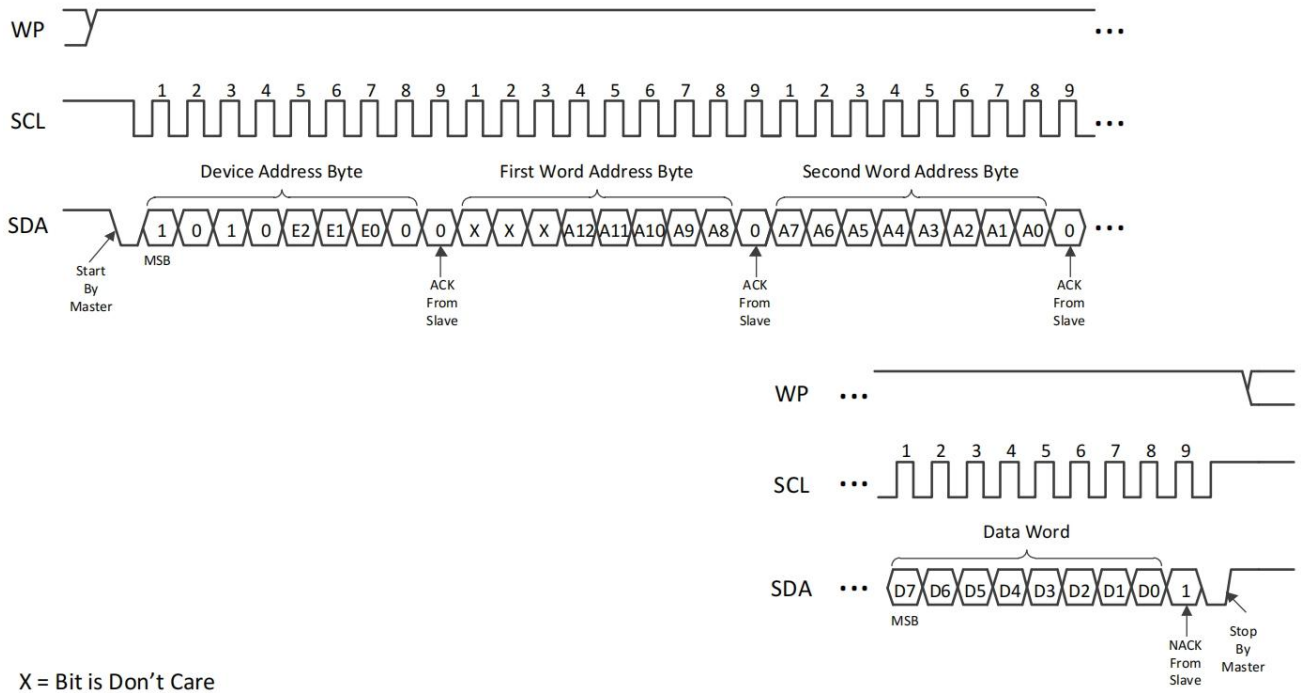 WP
...
1 2 3 4 5 6 7 8 9 1 2 3 4 5 6 7 8 9 1 2 3 4 5 6 7 8 9
SCL
...
Device Address Byte First Word Address Byte Second Word Address Byte
SDA
1 0 1 0 E2 E1 E0 0 0 X X X A12 A11 A10 A9 A8 0 A7 A6 A5 A4 A3 A2 A1 A0 0 ...
MSB
Start
By
Master
ACK
From
Slave
ACK
From
Slave
ACK
From
Slave
WP ...
1 2 3 4 5 6 7 8 9
SCL ...
Data Word
SDA ... D7 D6 D5 D4 D3 D2 D1 D0 1
MSB
NACK
From
Slave
Stop
By
Master
X = Bit is Don't Care